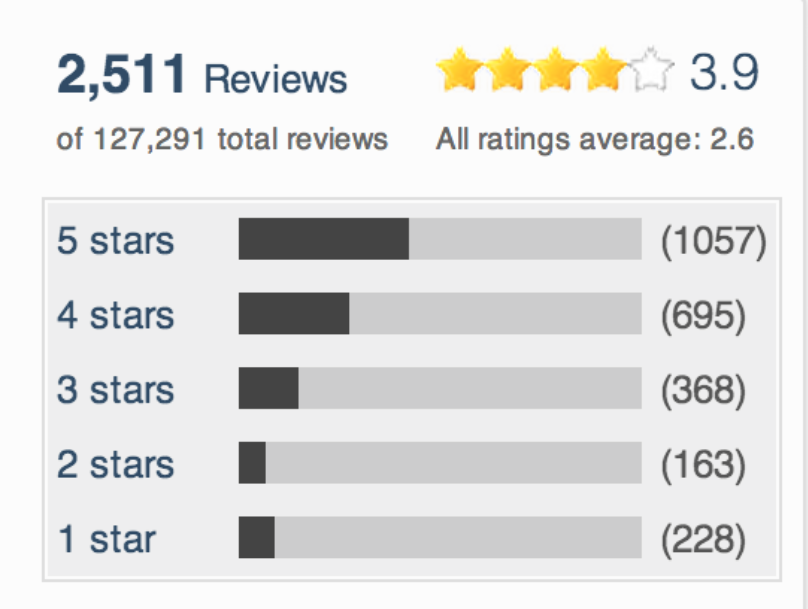 2,511 Reviews 3.9
of 127,291 total reviews All ratings average: 2.6
5 stars (1057)
4 stars (695)
3 stars (368)
2 stars (163)
1 star (228)